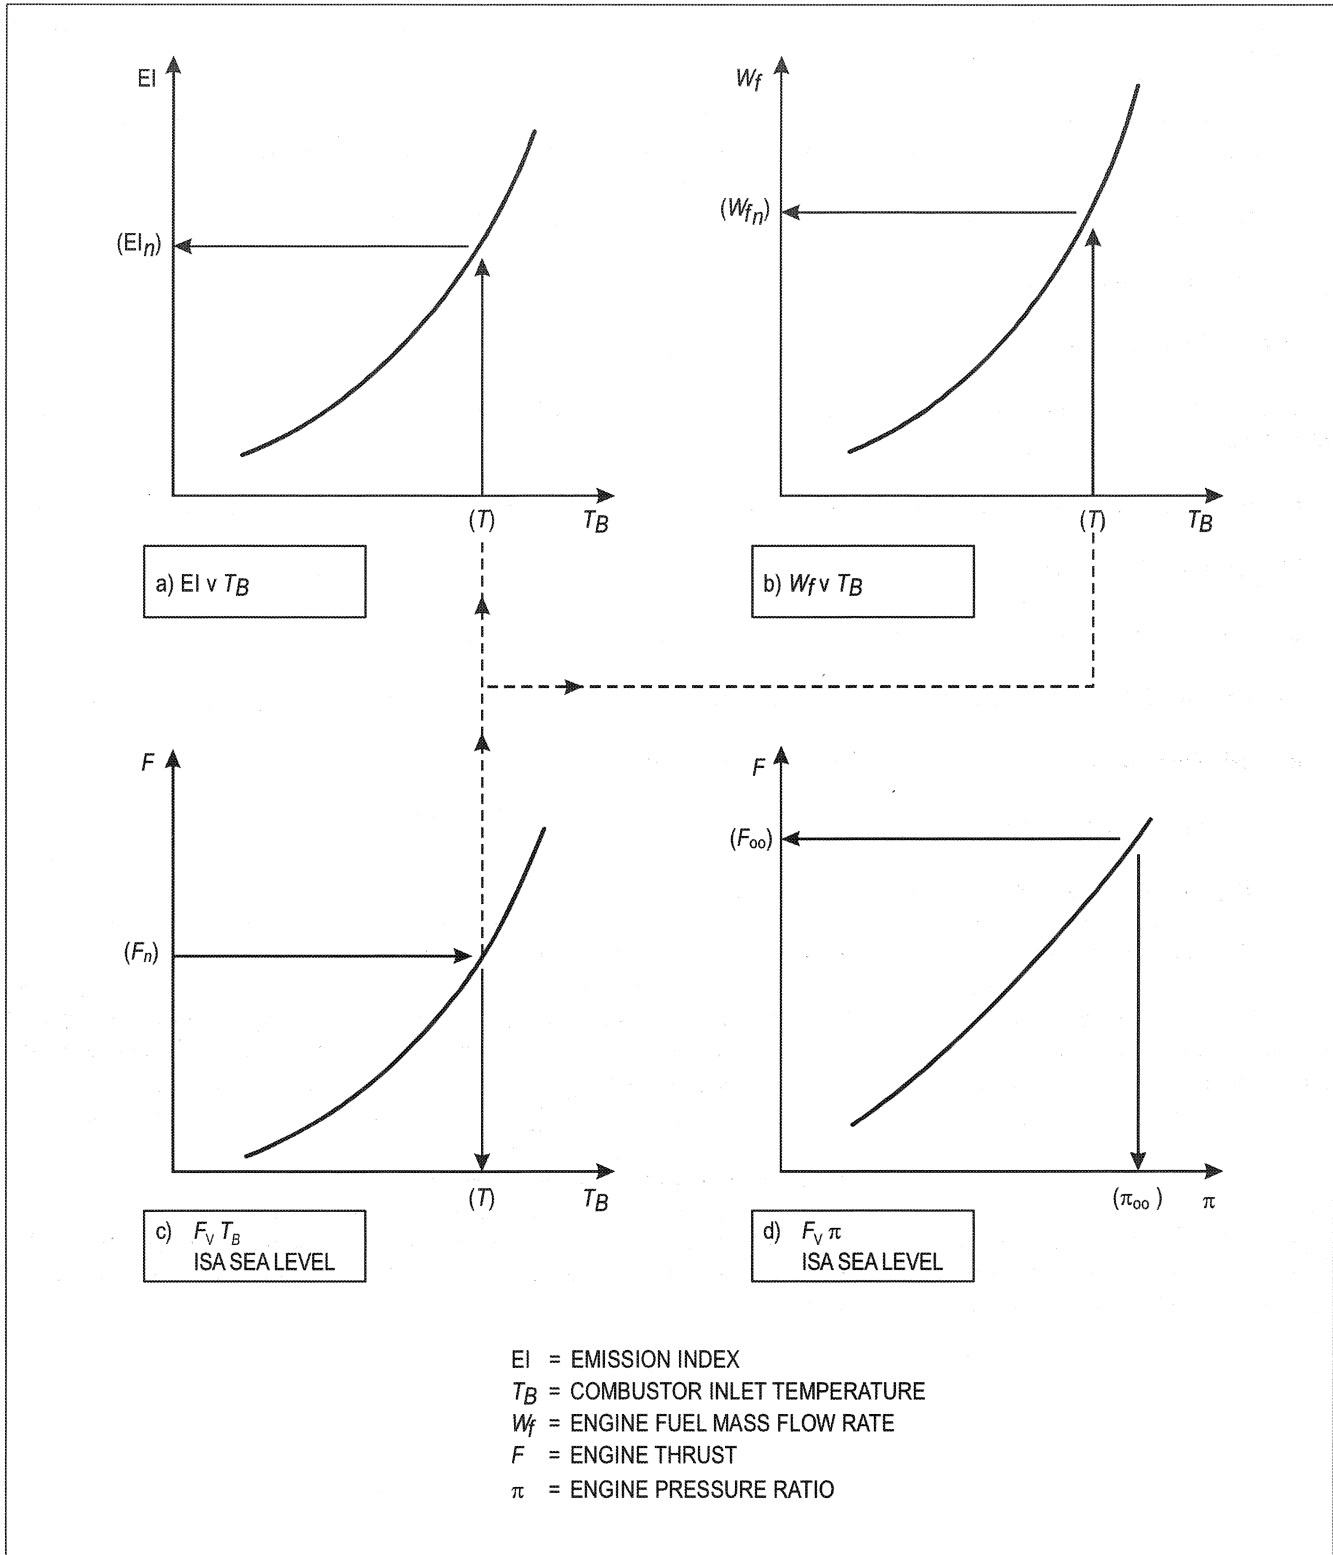 EI
(EIn)
(T)
TB
a) EI v TB
Wf
(Wfn)
(T)
TB
b) Wf v TB
F
(Fn)
(T)
TB
c) Fv TB
ISA SEA LEVEL
F
(Foo)
(πoo)
π
d) Fv π
ISA SEA LEVEL
EI = EMISSION INDEX
TB = COMBUSTOR INLET TEMPERATURE
Wf = ENGINE FUEL MASS FLOW RATE
F = ENGINE THRUST
π = ENGINE PRESSURE RATIO